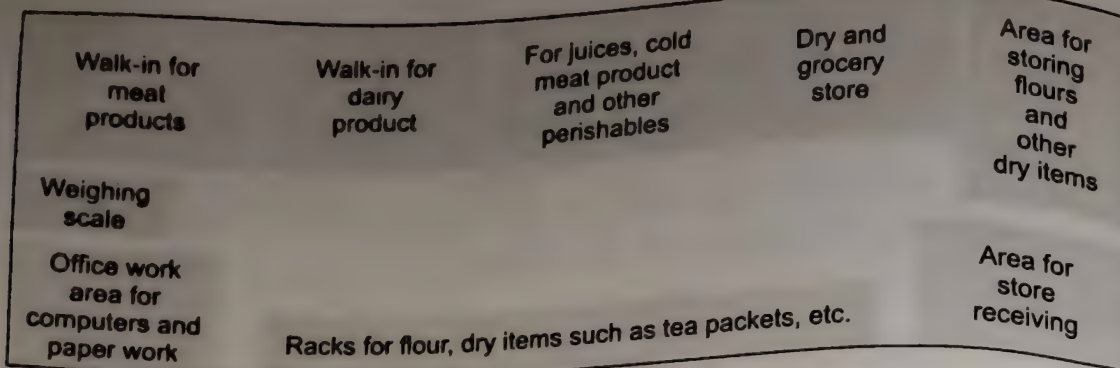 Walk-in for
meat
products
Walk-in for
dairy
product
For juices, cold
meat product
and other
perishables
Dry and
grocery
store
Area for
storing
flours
and
other
dry items
Weighing
scale
Office work
area for
computers and
paper work
Racks for flour, dry items such as tea packets, etc.
Area for
store
receiving